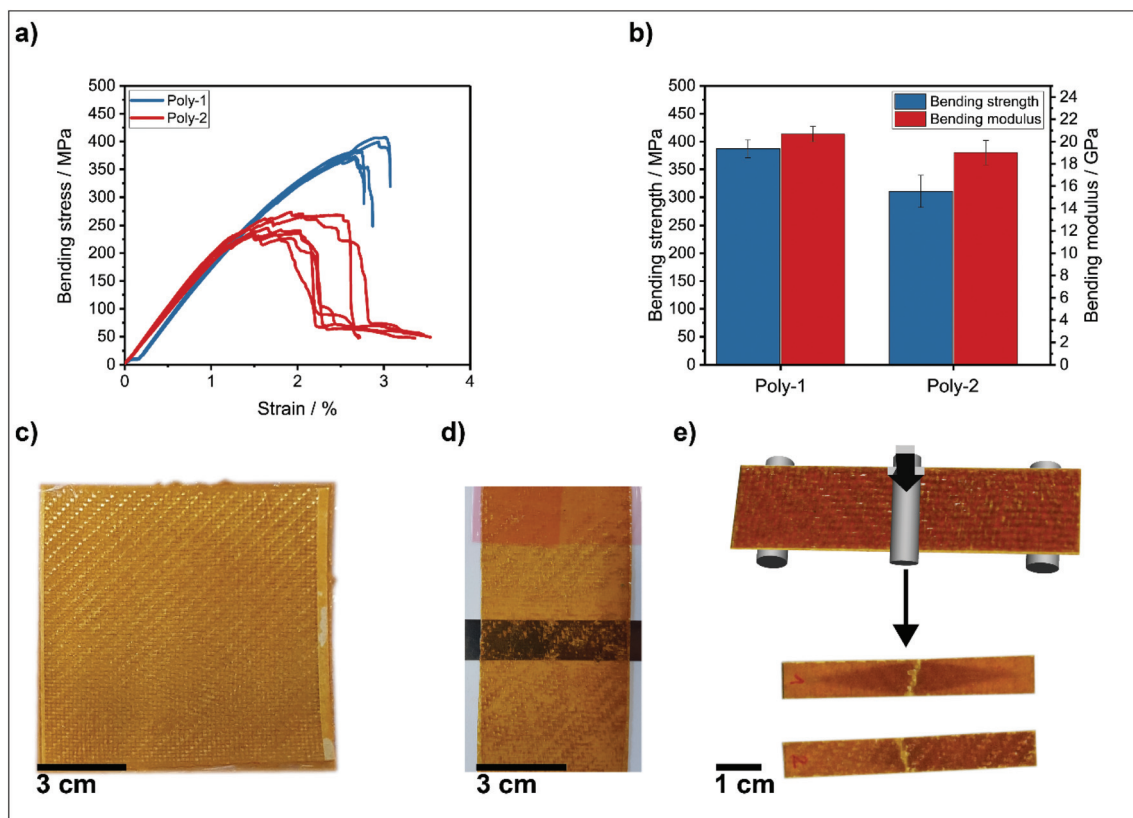 a)
500
450
400
350
300
250
200
150
100
50
0
Bending stress / MPa
Poly-1
Poly-2
0 1 2 3 4
Strain / %
b)
500
450
400
350
300
250
200
150
100
50
0
Bending strength / MPa
Bending strength
Bending modulus
24
22
20
18
16
14
12
10
8
6
4
2
0
Bending modulus / GPa
Poly-1 Poly-2
c)
3 cm
d)
3 cm
e)
1
2
1 cm